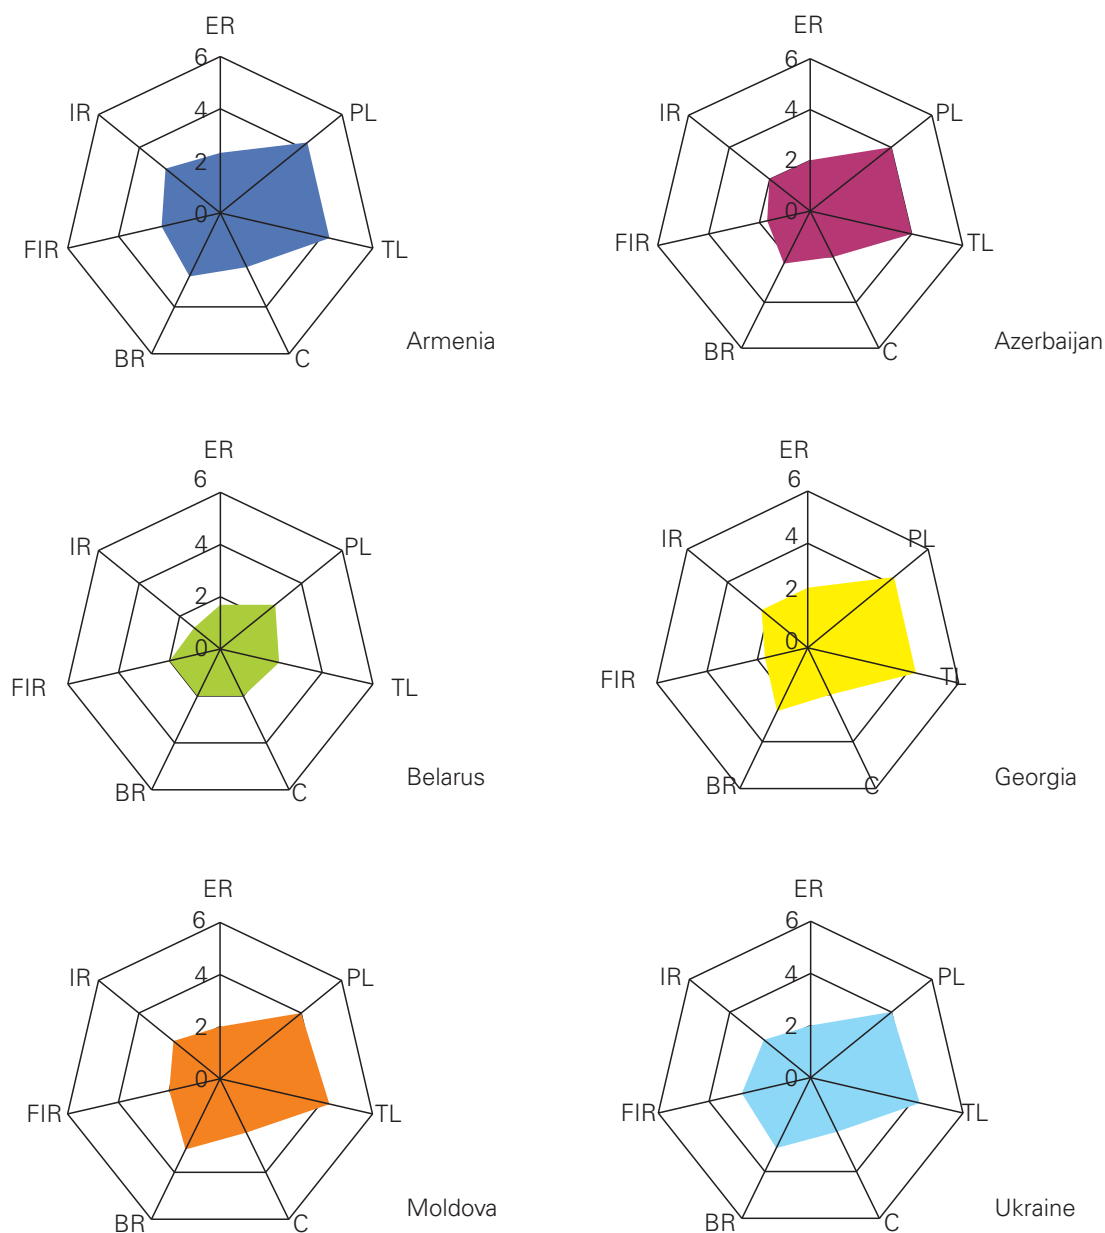 ER
6
IR
4
PL
2
0
FIR
TL
BR
C
Armenia
ER
6
IR
4
PL
2
0
FIR
TL
BR
C
Azerbaijan
ER
6
IR
4
PL
2
0
FIR
TL
BR
C
Belarus
ER
6
IR
4
PL
2
0
FIR
TL
BR
C
Georgia
ER
6
IR
4
PL
2
0
FIR
TL
BR
C
Moldova
ER
6
IR
4
PL
2
0
FIR
TL
BR
C
Ukraine